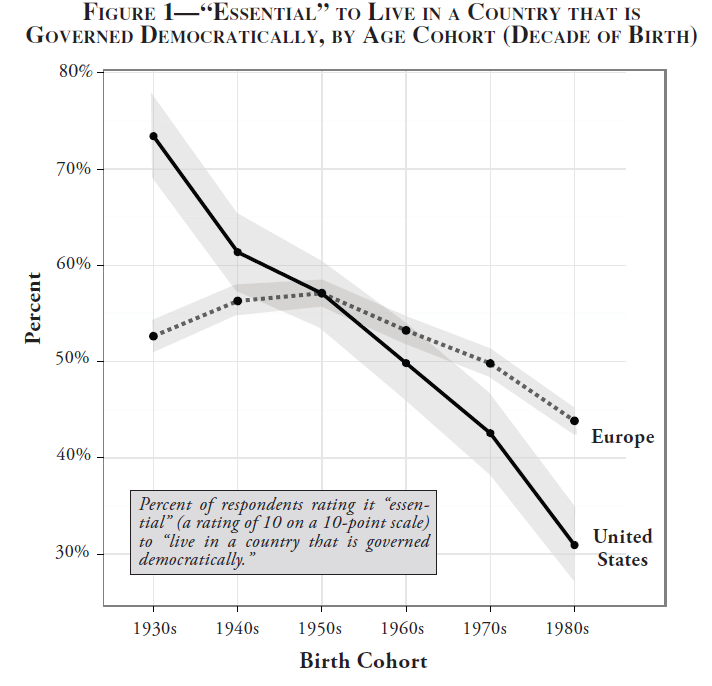 FIGURE 1—“ESSENTIAL” TO LIVE IN A COUNTRY THAT IS
GOVERNED DEMOCRATICALLY, BY AGE COHORT (DECADE OF BIRTH)
80%
70%
60%
50%
40%
30%
Percent
Europe
United
States
Percent of respondents rating it “essen-
tial” (a rating of 10 on a 10-point scale)
to “live in a country that is governed
democratically.”
1930s 1940s 1950s 1960s 1970s 1980s
Birth Cohort